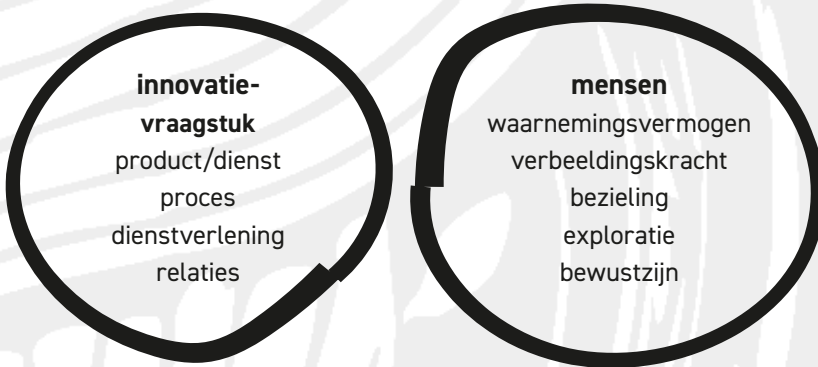 innovatie-
vraagstuk
product/dienst
proces
dienstverlening
relaties
mensen
waarnemingsvermogen
verbeeldingskracht
bezieling
exploratie
bewustzijn